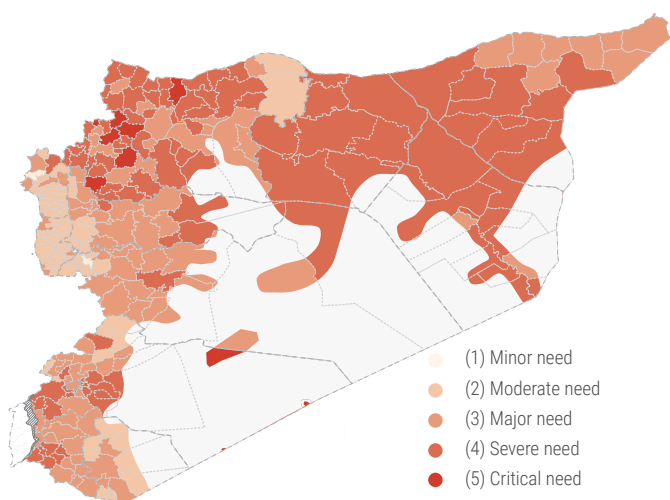 (1) Minor need
(2) Moderate need
(3) Major need
(4) Severe need
(5) Critical need